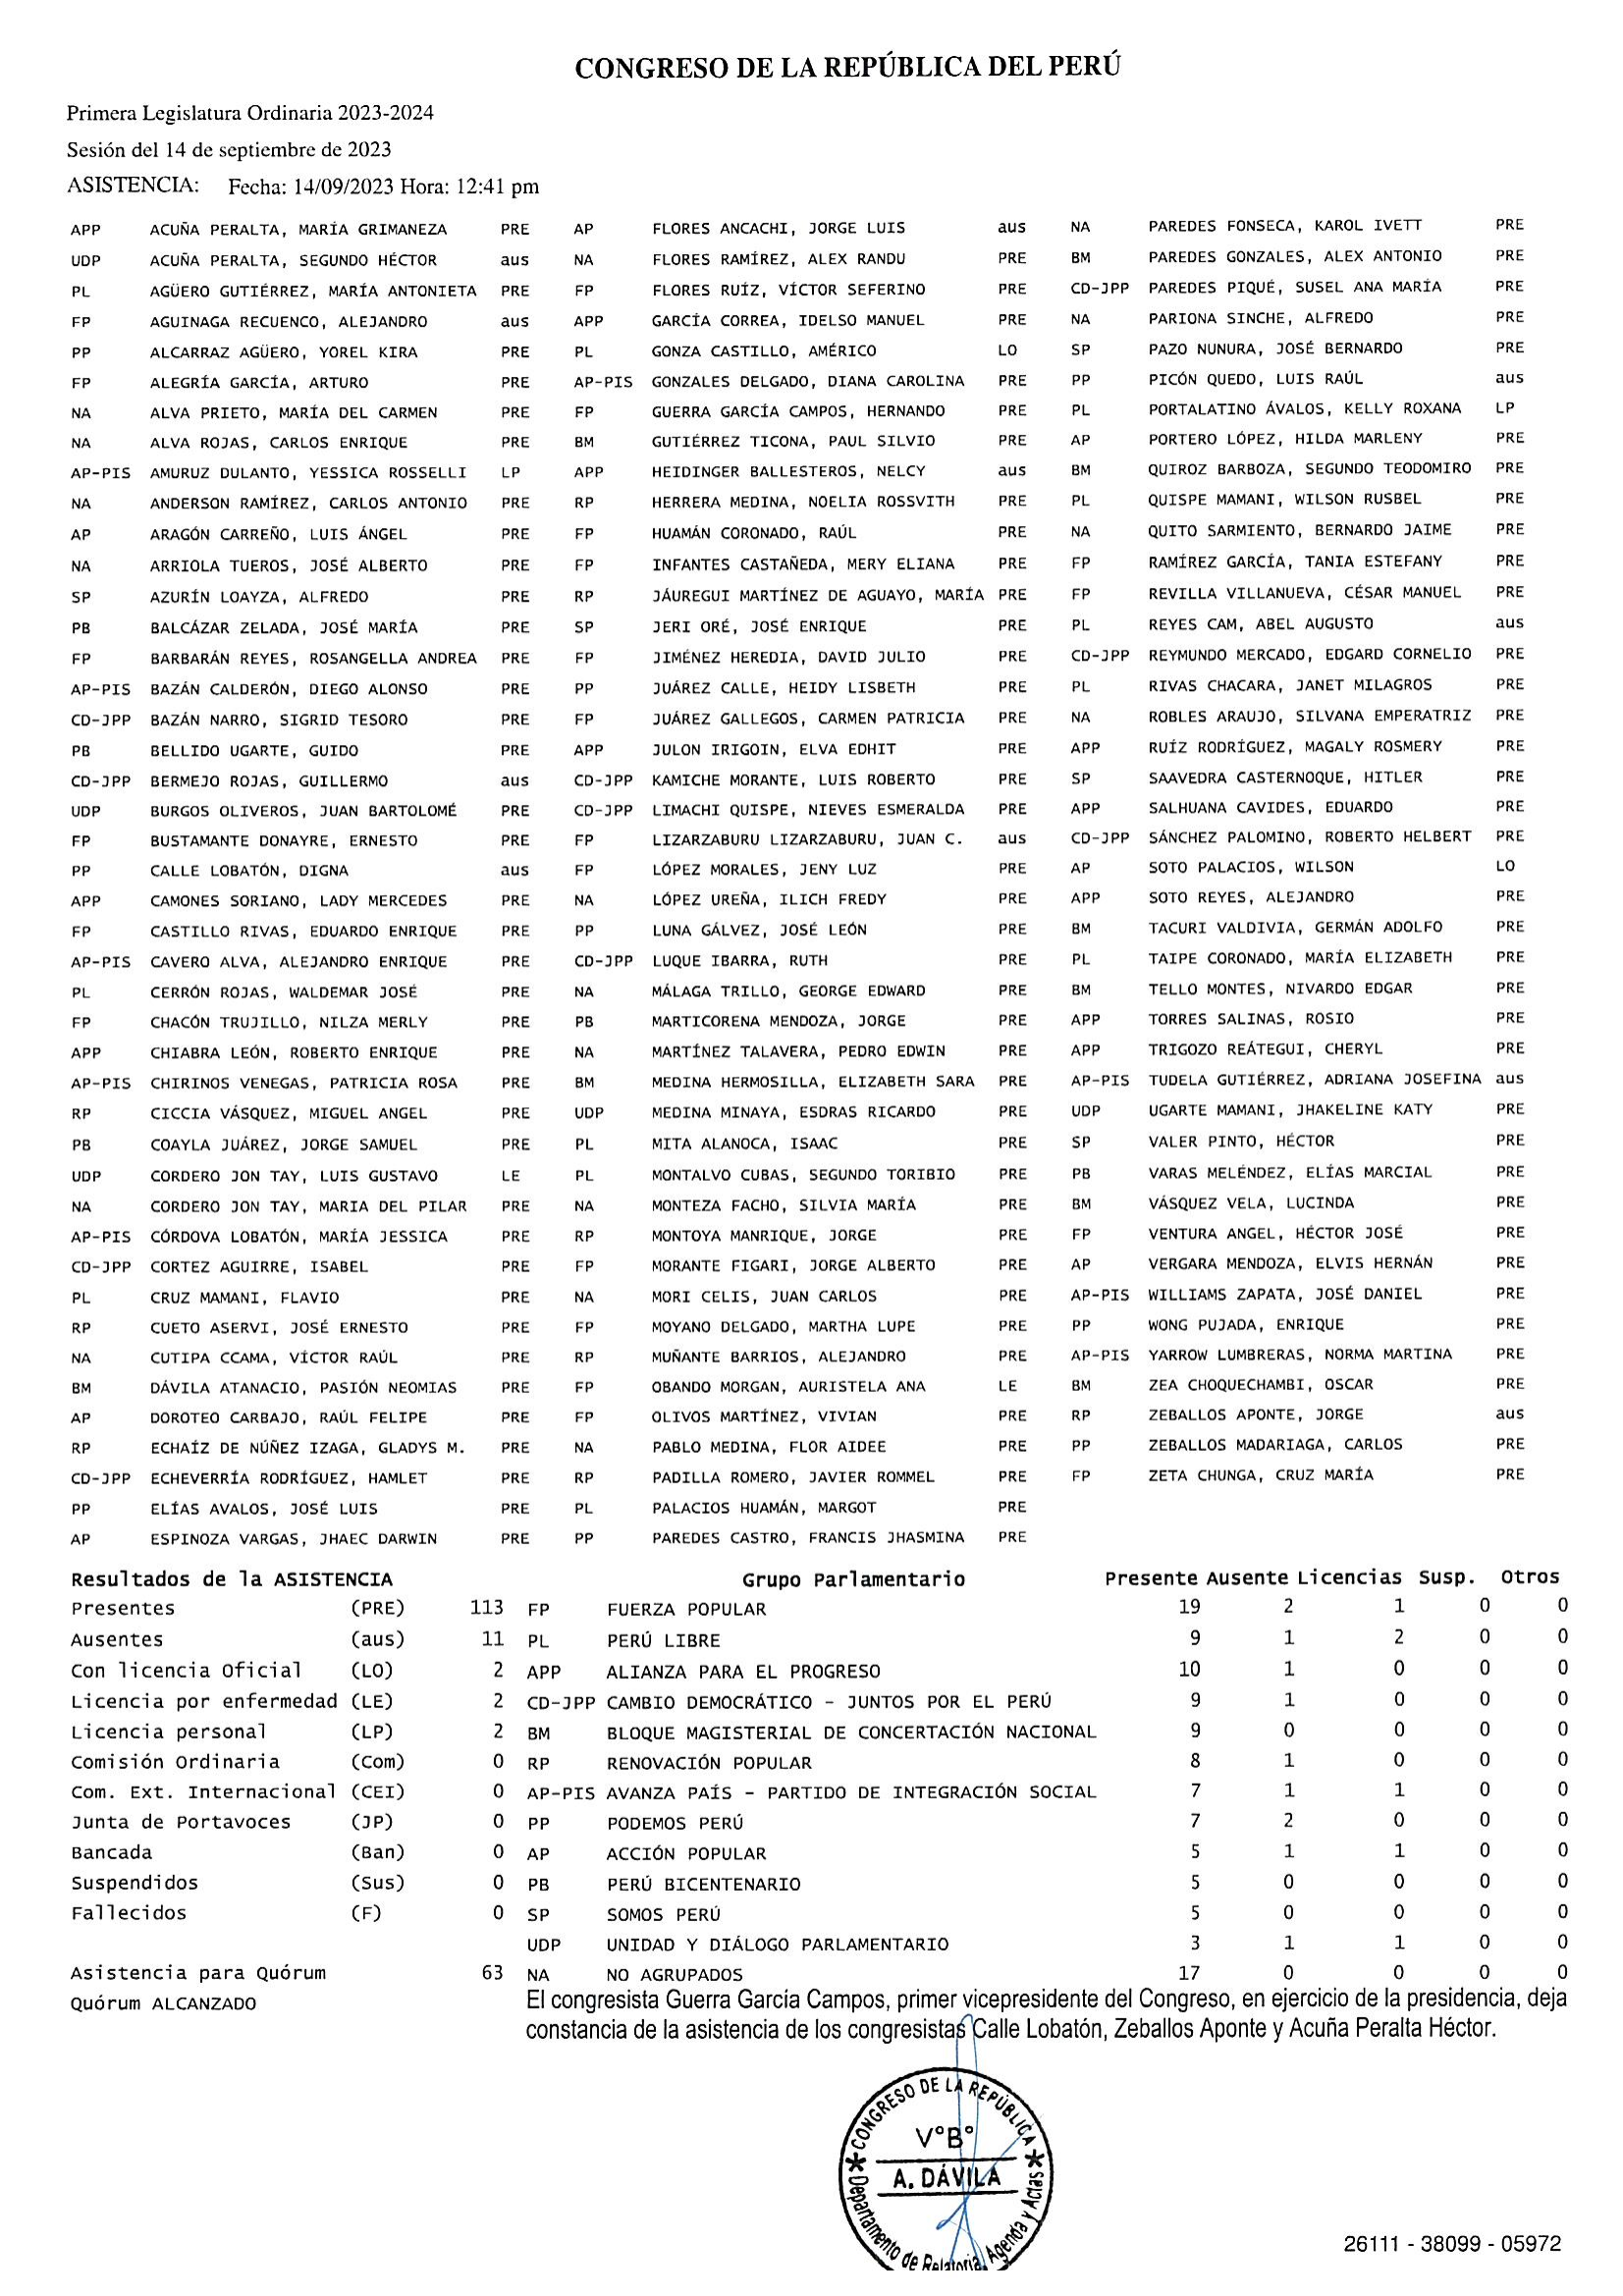 CONGRESO DE LA REPÚBLICA DEL PERÚ
Primera Legislatura Ordinaria 2023-2024
Sesión del 14 de septiembre de 2023
ASISTENCIA: Fecha: 14/09/2023 Hora: 12:41 pm
APP ACUÑA PERALTA, MARÍA GRIMANEZA PRE AP FLORES ANCACHI, JORGE LUIS aus NA PAREDES FONSECA, KAROL IVETT PRE
UDP ACUÑA PERALTA, SEGUNDO HÉCTOR aus NA FLORES RAMÍREZ, ALEX RANDU PRE BM PAREDES GONZALES, ALEX ANTONIO PRE
PL AGÜERO GUTIÉRREZ, MARÍA ANTONIETA PRE FP FLORES RUÍZ, VÍCTOR SEFERINO PRE CD-JPP PAREDES PIQUÉ, SUSEL ANA MARÍA PRE
FP AGUINAGA RECUENCO, ALEJANDRO aus APP GARCÍA CORREA, IDELSO MANUEL PRE NA PARIONA SINCHE, ALFREDO PRE
PP ALCARRAZ AGÜERO, YOREL KIRA PRE PL GONZA CASTILLO, AMÉRICO LO SP PAZO NUNURA, JOSÉ BERNARDO PRE
FP ALEGRÍA GARCÍA, ARTURO PRE AP-PIS GONZALES DELGADO, DIANA CAROLINA PRE PP PICÓN QUEDO, LUIS RAÚL aus
NA ALVA PRIETO, MARÍA DEL CARMEN PRE FP GUERRA GARCÍA CAMPOS, HERNANDO PRE PL PORTALATINO ÁVALOS, KELLY ROXANA LP
NA ALVA ROJAS, CARLOS ENRIQUE PRE BM GUTIÉRREZ TICONA, PAUL SILVIO PRE AP PORTERO LÓPEZ, HILDA MARLENY PRE
AP-PIS AMURUZ DULANTO, YESSICA ROSSELLI LP APP HEIDINGER BALLESTEROS, NELCY aus BM QUIROZ BARBOZA, SEGUNDO TEODOMIRO PRE
NA ANDERSON RAMÍREZ, CARLOS ANTONIO PRE RP HERRERA MEDINA, NOELIA ROSSVITH PRE PL QUISPE MAMANI, WILSON RUSBEL PRE
AP ARAGÓN CARREÑO, LUIS ÁNGEL PRE FP HUAMÁN CORONADO, RAÚL PRE NA QUITO SARMIENTO, BERNARDO JAIME PRE
NA ARRIOLA TUEROS, JOSÉ ALBERTO PRE FP INFANTES CASTAÑEDA, MERY ELIANA PRE FP RAMÍREZ GARCÍA, TANIA ESTEFANY PRE
SP AZURÍN LOAYZA, ALFREDO PRE RP JÁUREGUI MARTÍNEZ DE AGUAYO, MARÍA PRE FP REVILLA VILLANUEVA, CÉSAR MANUEL PRE
PB BALCÁZAR ZELADA, JOSÉ MARÍA PRE SP JERI ORÉ, JOSÉ ENRIQUE PRE PL REYES CAM, ABEL AUGUSTO aus
FP BARBARÁN REYES, ROSANGELLA ANDREA PRE FP JIMÉNEZ HEREDIA, DAVID JULIO PRE CD-JPP REYMUNDO MERCADO, EDGARD CORNELIO PRE
AP-PIS BAZÁN CALDERÓN, DIEGO ALONSO PRE PP JUÁREZ CALLE, HEIDY LISBETH PRE PL RIVAS CHACARA, JANET MILAGROS PRE
CD-JPP BAZÁN NARRO, SIGRID TESORO PRE FP JUÁREZ GALLEGOS, CARMEN PATRICIA PRE NA ROBLES ARAUJO, SILVANA EMPERATRIZ PRE
PB BELLIDO UGARTE, GUIDO PRE APP JULON IRIGOIN, ELVA EDHIT PRE APP RUÍZ RODRÍGUEZ, MAGALY ROSMERY PRE
CD-JPP BERMEJO ROJAS, GUILLERMO aus CD-JPP KAMICHE MORANTE, LUIS ROBERTO PRE SP SAAVEDRA CASTERNOQUE, HITLER PRE
UDP BURGOS OLIVEROS, JUAN BARTOLOMÉ PRE CD-JPP LIMACHI QUISPE, NIEVES ESMERALDA PRE APP SALHUANA CAVIDES, EDUARDO PRE
FP BUSTAMANTE DONAYRE, ERNESTO PRE FP LIZARZABURU LIZARZABURU, JUAN C. aus CD-JPP SÁNCHEZ PALOMINO, ROBERTO HELBERT PRE
PP CALLE LOBATÓN, DIGNA aus FP LÓPEZ MORALES, JENY LUZ PRE AP SOTO PALACIOS, WILSON LO
APP CAMONES SORIANO, LADY MERCEDES PRE NA LÓPEZ UREÑA, ILICH FREDY PRE APP SOTO REYES, ALEJANDRO PRE
FP CASTILLO RIVAS, EDUARDO ENRIQUE PRE PP LUNA GÁLVEZ, JOSÉ LEÓN PRE BM TACURI VALDIVIA, GERMÁN ADOLFO PRE
AP-PIS CAVERO ALVA, ALEJANDRO ENRIQUE PRE CD-JPP LUQUE IBARRA, RUTH PRE PL TAIPE CORONADO, MARÍA ELIZABETH PRE
PL CERRÓN ROJAS, WALDEMAR JOSÉ PRE NA MÁLAGA TRILLO, GEORGE EDWARD PRE BM TELLO MONTES, NIVARDO EDGAR PRE
FP CHACÓN TRUJILLO, NILZA MERLY PRE PB MARTICORENA MENDOZA, JORGE PRE APP TORRES SALINAS, ROSIO PRE
APP CHIABRA LEÓN, ROBERTO ENRIQUE PRE NA MARTÍNEZ TALAVERA, PEDRO EDWIN PRE APP TRIGOZO REÁTEGUI, CHERYL PRE
AP-PIS CHIRINOS VENEGAS, PATRICIA ROSA PRE BM MEDINA HERMOSILLA, ELIZABETH SARA PRE AP-PIS TUDELA GUTIÉRREZ, ADRIANA JOSEFINA aus
RP CICCIA VÁSQUEZ, MIGUEL ANGEL PRE UDP MEDINA MINAYA, ESDRAS RICARDO PRE UDP UGARTE MAMANI, JHAKELINE KATY PRE
PB COAYLA JUÁREZ, JORGE SAMUEL PRE PL MITA ALANOCA, ISAAC PRE SP VALER PINTO, HÉCTOR PRE
UDP CORDERO JON TAY, LUIS GUSTAVO LE PL MONTALVO CUBAS, SEGUNDO TORIBIO PRE PB VARAS MELÉNDEZ, ELÍAS MARCIAL PRE
NA CORDERO JON TAY, MARIA DEL PILAR PRE NA MONTEZA FACHO, SILVIA MARÍA PRE BM VÁSQUEZ VELA, LUCINDA PRE
AP-PIS CÓRDOVA LOBATÓN, MARÍA JESSICA PRE RP MONTOYA MANRIQUE, JORGE PRE FP VENTURA ANGEL, HÉCTOR JOSÉ PRE
CD-JPP CORTEZ AGUIRRE, ISABEL PRE FP MORANTE FIGARI, JORGE ALBERTO PRE AP VERGARA MENDOZA, ELVIS HERNÁN PRE
PL CRUZ MAMANI, FLAVIO PRE NA MORI CELIS, JUAN CARLOS PRE AP-PIS WILLIAMS ZAPATA, JOSÉ DANIEL PRE
RP CUETO ASERVI, JOSÉ ERNESTO PRE FP MOYANO DELGADO, MARTHA LUPE PRE PP WONG PUJADA, ENRIQUE PRE
NA CUTIPA CCAMA, VÍCTOR RAÚL PRE RP MUÑANTE BARRIOS, ALEJANDRO PRE AP-PIS YARROW LUMBRERAS, NORMA MARTINA PRE
BM DÁVILA ATANACIO, PASIÓN NEOMIAS PRE FP OBANDO MORGAN, AURISTELA ANA LE BM ZEA CHOQUECHAMBI, OSCAR PRE
AP DOROTEO CARBAJO, RAÚL FELIPE PRE FP OLIVOS MARTÍNEZ, VIVIAN PRE RP ZEBALLOS APONTE, JORGE aus
RP ECHAÍZ DE NÚÑEZ IZAGA, GLADYS M. PRE NA PABLO MEDINA, FLOR AIDEE PRE PP ZEBALLOS MADARIAGA, CARLOS PRE
CD-JPP ECHEVERRÍA RODRÍGUEZ, HAMLET PRE RP PADILLA ROMERO, JAVIER ROMMEL PRE FP ZETA CHUNGA, CRUZ MARÍA PRE
PP ELÍAS AVALOS, JOSÉ LUIS PRE PL PALACIOS HUAMÁN, MARGOT PRE
AP ESPINOZA VARGAS, JHAEC DARWIN PRE PP PAREDES CASTRO, FRANCIS JHASMINA PRE
Resultados de la ASISTENCIA Grupo Parlamentario Presente Ausente Licencias Susp. Otros
Presentes (PRE) 113 FP FUERZA POPULAR 19 2 1 0 0
Ausentes (aus) 11 PL PERÚ LIBRE 9 1 2 0 0
Con licencia Oficial (LO) 2 APP ALIANZA PARA EL PROGRESO 10 1 0 0 0
Licencia por enfermedad (LE) 2 CD-JPP CAMBIO DEMOCRÁTICO - JUNTOS POR EL PERÚ 9 1 0 0 0
Licencia personal (LP) 2 BM BLOQUE MAGISTERIAL DE CONCERTACIÓN NACIONAL 9 0 0 0 0
Comisión Ordinaria (Com) 0 RP RENOVACIÓN POPULAR 8 1 0 0 0
Com. Ext. Internacional (CEI) 0 AP-PIS AVANZA PAÍS - PARTIDO DE INTEGRACIÓN SOCIAL 7 1 1 0 0
Junta de Portavoces (JP) 0 PP PODEMOS PERÚ 7 2 0 0 0
Bancada (Ban) 0 AP ACCIÓN POPULAR 5 1 1 0 0
Suspendidos (Sus) 0 PB PERÚ BICENTENARIO 5 0 0 0 0
Fallecidos (F) 0 SP SOMOS PERÚ 5 0 0 0 0
UDP UNIDAD Y DIÁLOGO PARLAMENTARIO 3 1 1 0 0
Asistencia para Quórum 63 NA NO AGRUPADOS 17 0 0 0 0
Quórum ALCANZADO
El congresista Guerra García Campos, primer vicepresidente del Congreso, en ejercicio de la presidencia, deja
constancia de la asistencia de los congresistas Calle Lobatón, Zeballos Aponte y Acuña Peralta Héctor.
CONGRESO DE LA REPÚBLICA
V°B°
A. DÁVILA
Departamento de Relatoría, Agenda y Actas
26111 - 38099 - 05972